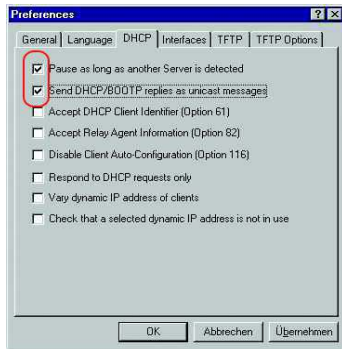 Preferences
General Language DHCP Interfaces TFTP TFTP Options
Pause as long as another Server is detected
Send DHCP/BOOTP replies as unicast messages
Accept DHCP Client Identifier (Option 61)
Accept Relay Agent Information (Option 82)
Disable Client Auto-Configuration (Option 116)
Respond to DHCP requests only
Vary dynamic IP address of clients
Check that a selected dynamic IP address is not in use
OK Abbrechen Übernehmen